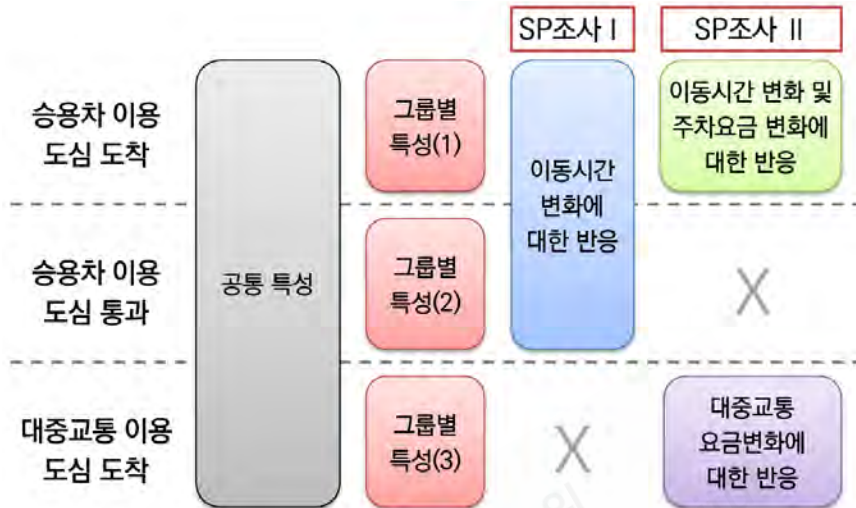 SP조사 I
SP조사 II
승용차 이용
도심 도착
그룹별
특성(1)
이동시간 변화 및
주차요금 변화에
대한 반응
이동시간
변화에
대한 반응
승용차 이용
도심 통과
공통 특성
그룹별
특성(2)
X
대중교통 이용
도심 도착
그룹별
특성(3)
X
대중교통
요금변화에
대한 반응